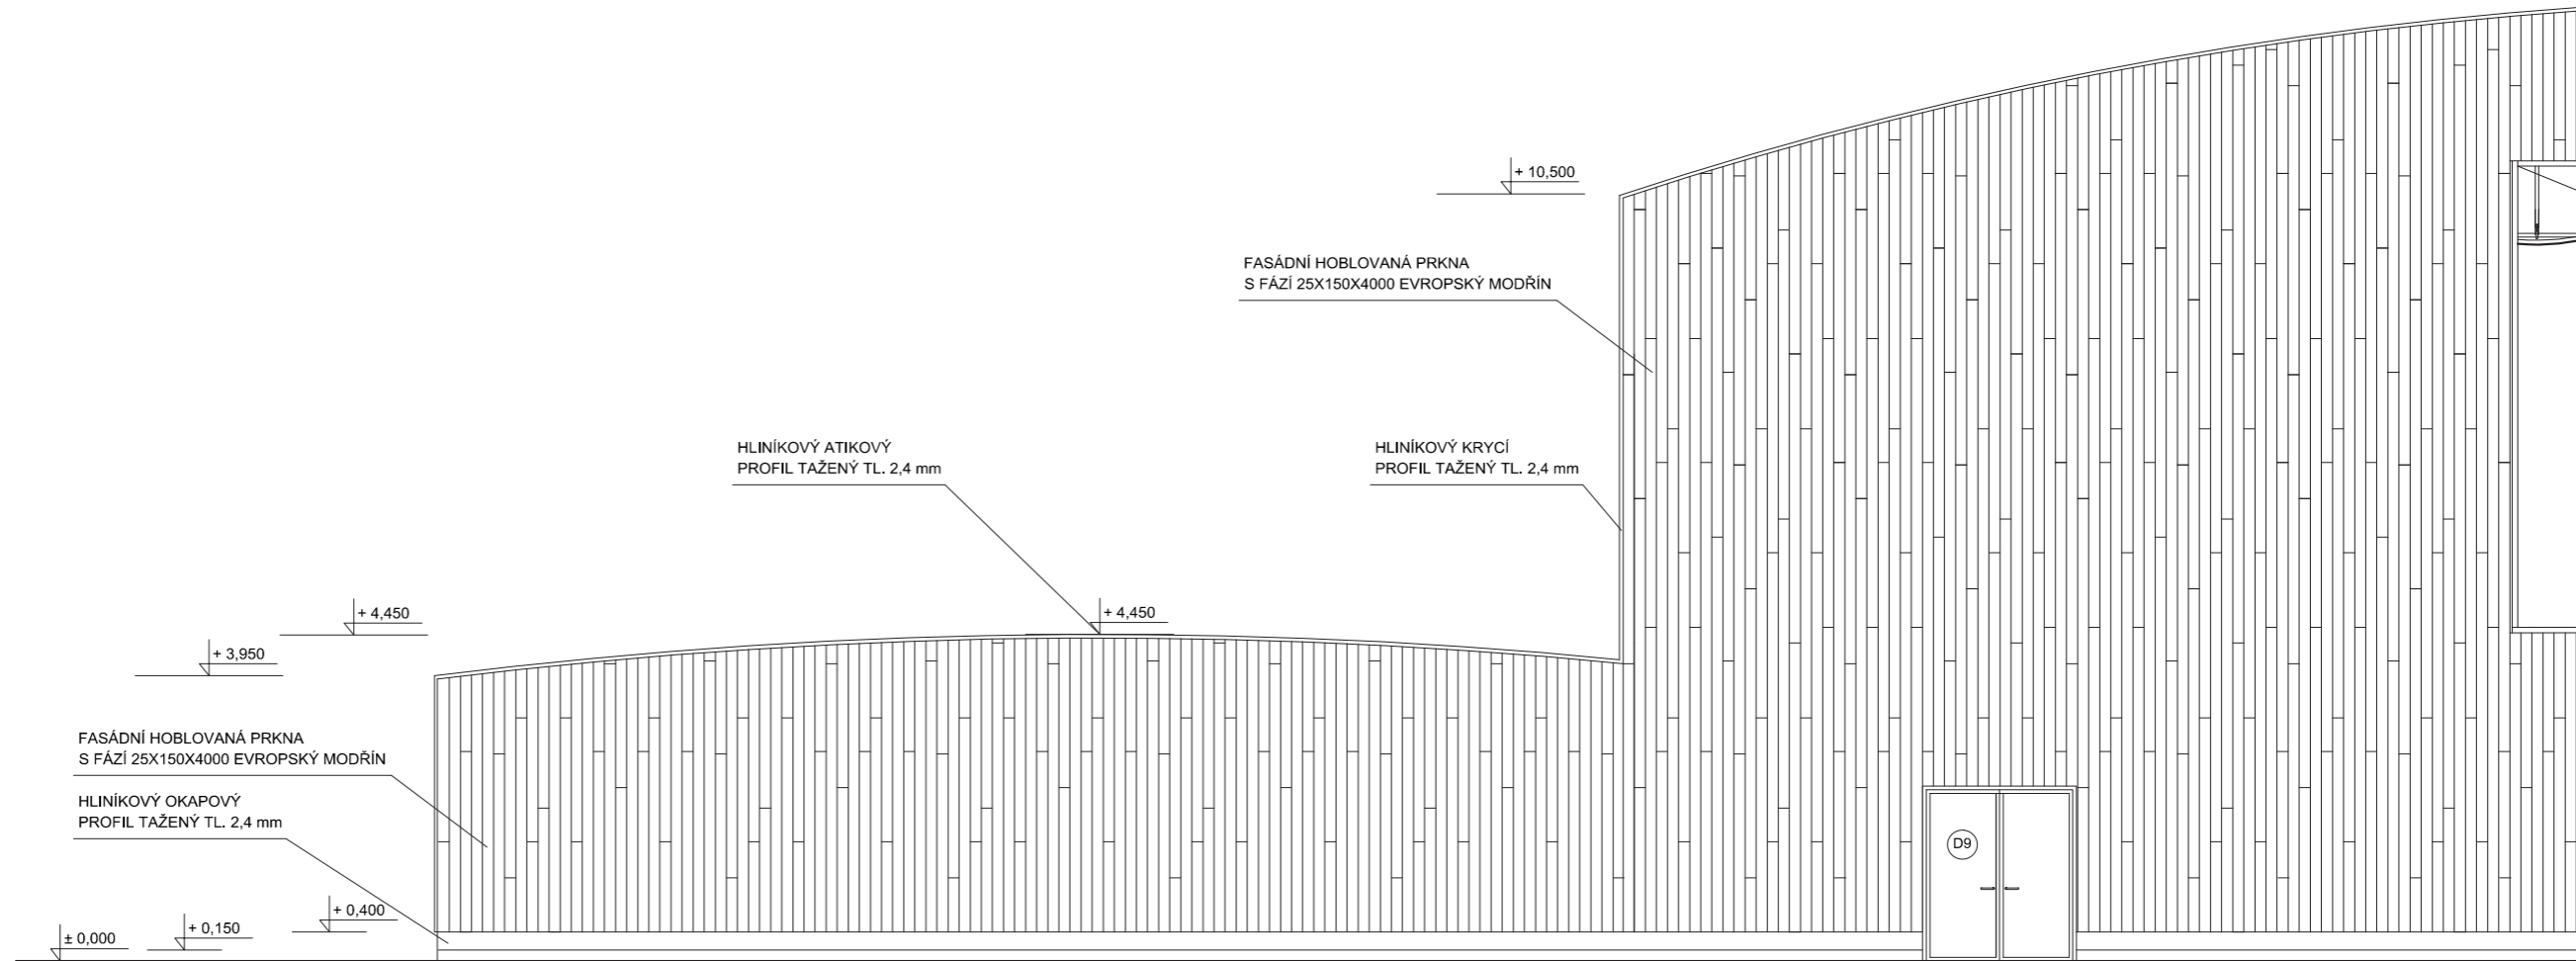 + 10,500
FASÁDNÍ HOBLOVANÁ PRKNA
S FÁZÍ 25X150X4000 EVROPSKÝ MODŘÍN
HLINÍKOVÝ ATIKOVÝ
PROFIL TAŽENÝ TL. 2,4 mm
HLINÍKOVÝ KRYCÍ
PROFIL TAŽENÝ TL. 2,4 mm
+ 4,450
+ 4,450
+ 3,950
FASÁDNÍ HOBLOVANÁ PRKNA
S FÁZÍ 25X150X4000 EVROPSKÝ MODŘÍN
HLINÍKOVÝ OKAPOVÝ
PROFIL TAŽENÝ TL. 2,4 mm
D9
+ 0,400
+ 0,150
± 0,000